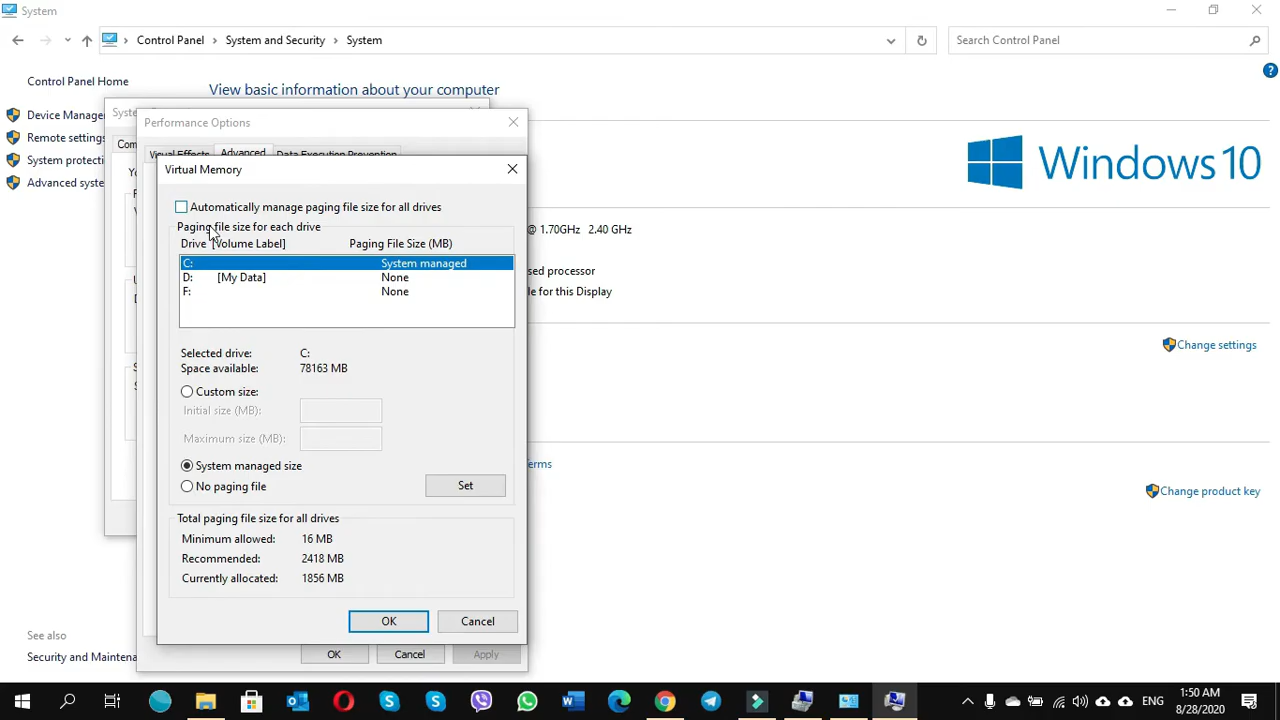 System
Control Panel
System and Security
System
Search Control Panel
Control Panel Home
View basic information about your computer
Device Manage
Remote settings
System protecti
Advanced syste
Syste
Com
Performance Options
Visual Effects
Advanced
Data Execution Prevention
Virtual Memory
Automatically manage paging file size for all drives
Paging file size for each drive
Drive [Volume Label]
Paging File Size (MB)
C:
System managed
D:
[My Data]
None
F:
None
Selected drive:
C:
Space available:
78163 MB
Custom size:
Initial size (MB):
Maximum size (MB):
System managed size
No paging file
Set
Total paging file size for all drives
Minimum allowed:
16 MB
Recommended:
2418 MB
Currently allocated:
1856 MB
OK
Cancel
OK
Cancel
Apply
Windows 10
@ 1.70GHz 2.40 GHz
sed processor
le for this Display
Change settings
Terms
Change product key
See also
Security and Maintena
ENG
1:50 AM
8/28/2020